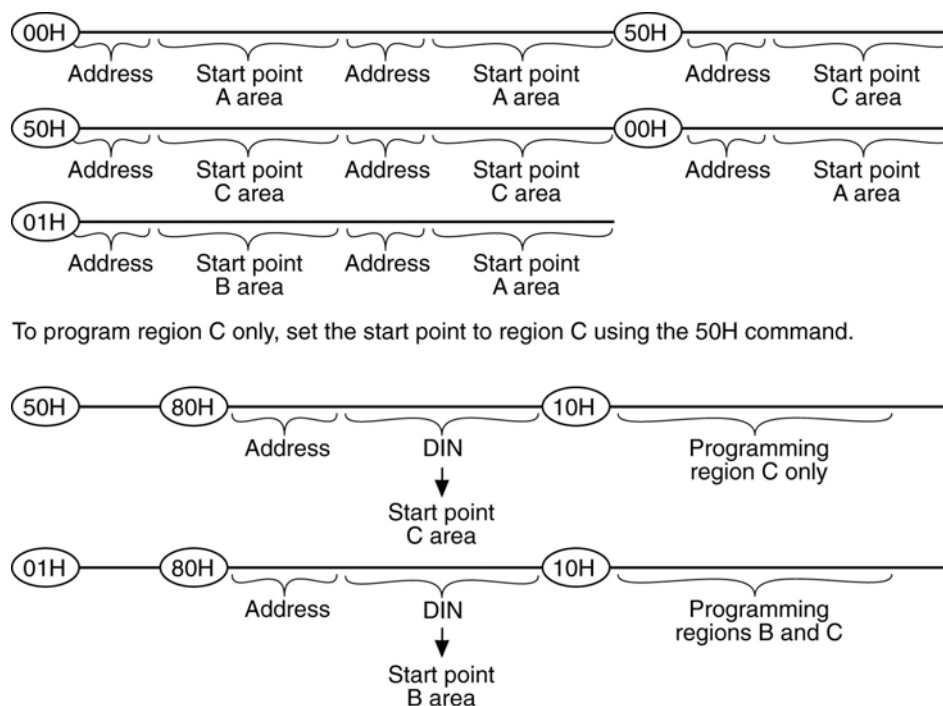 00H 50H
Address Start point Address Start point Address Start point
A area A area C area
50H 00H
Address Start point Address Start point Address Start point
C area C area A area
01H
Address Start point Address Start point
B area A area
To program region C only, set the start point to region C using the 50H command.
50H 80H 10H
Address DIN Programming
region C only
Start point
C area
01H 80H 10H
Address DIN Programming
regions B and C
Start point
B area